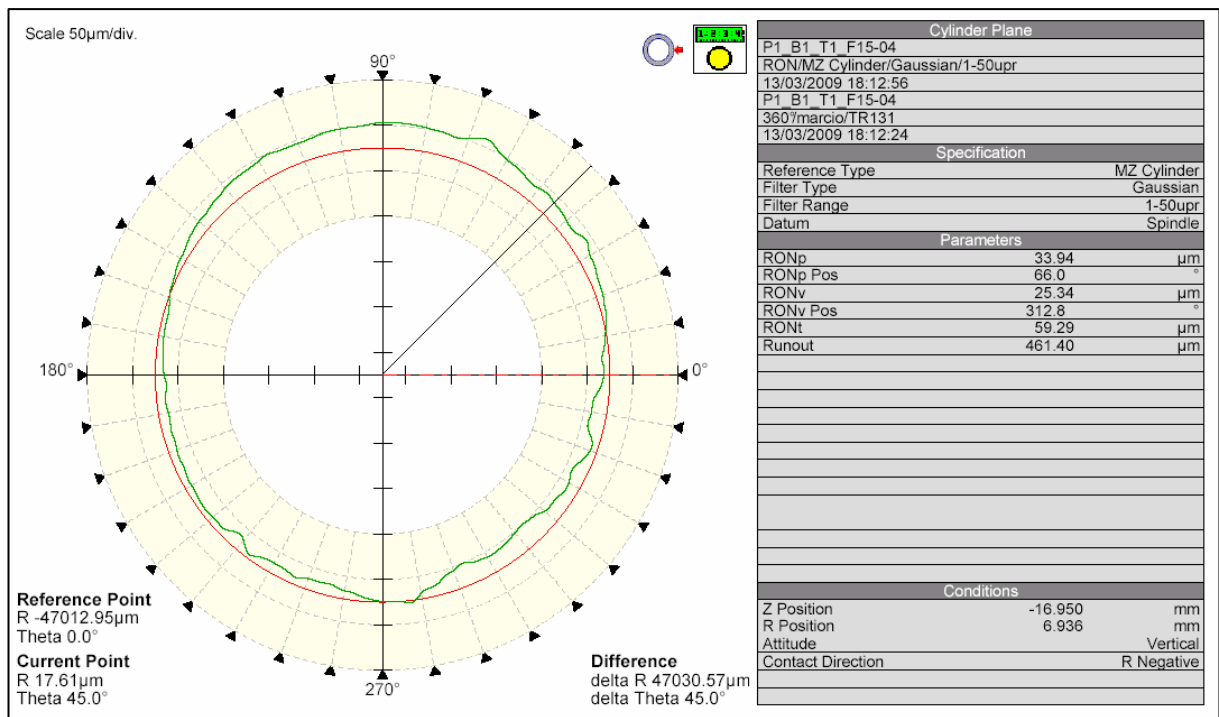 Scale 50µm/div.
90°
180°
0°
270°
Reference Point
R -47012.95µm
Theta 0.0°
Current Point
R 17.61µm
Theta 45.0°
Difference
delta R 47030.57µm
delta Theta 45.0°
Cylinder Plane
P1_B1_T1_F15-04
RON/MZ Cylinder/Gaussian/1-50upr
13/03/2009 18:12:56
P1_B1_T1_F15-04
360°/marcio/TR131
13/03/2009 18:12:24
Specification
Reference Type MZ Cylinder
Filter Type Gaussian
Filter Range 1-50upr
Datum Spindle
Parameters
RONp 33.94 µm
RONp Pos 66.0 °
RONv 25.34 µm
RONv Pos 312.8 °
RONt 59.29 µm
Runout 461.40 µm
Conditions
Z Position -16.950 mm
R Position 6.936 mm
Attitude Vertical
Contact Direction R Negative